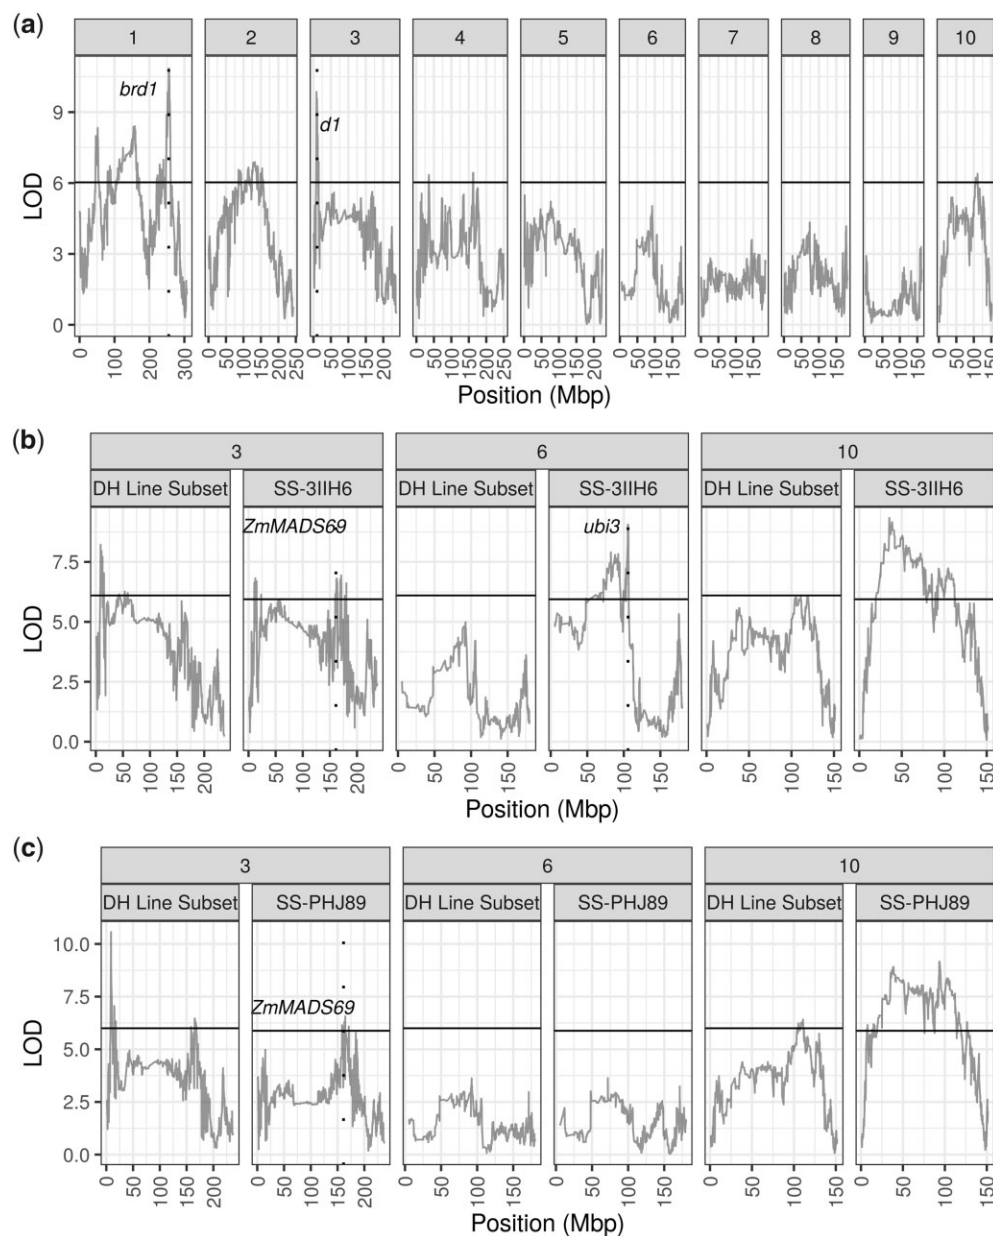 (a)
1 2 3 4 5 6 7 8 9 10
brd1
d1
LOD
9
6
3
0
0 100 200 300 0 50 100 150 200 250 0 50 100 150 200 0 50 100 150 200 250 0 50 100 150 200 0 50 100 150 0 50 100 150 0 50 100 150 0 50 100 150 0 50 100 150
Position (Mbp)
(b)
3 6 10
DH Line Subset SS-3IIH6 DH Line Subset SS-3IIH6 DH Line Subset SS-3IIH6
ZmMADS69 ubi3
LOD
7.5
5.0
2.5
0.0
0 50 100 150 200 0 50 100 150 200 0 50 100 150 0 50 100 150 0 50 100 150 0 50 100 150
Position (Mbp)
(c)
3 6 10
DH Line Subset SS-PHJ89 DH Line Subset SS-PHJ89 DH Line Subset SS-PHJ89
ZmMADS69
LOD
10.0
7.5
5.0
2.5
0.0
0 50 100 150 200 0 50 100 150 200 0 50 100 150 0 50 100 150 0 50 100 150 0 50 100 150
Position (Mbp)